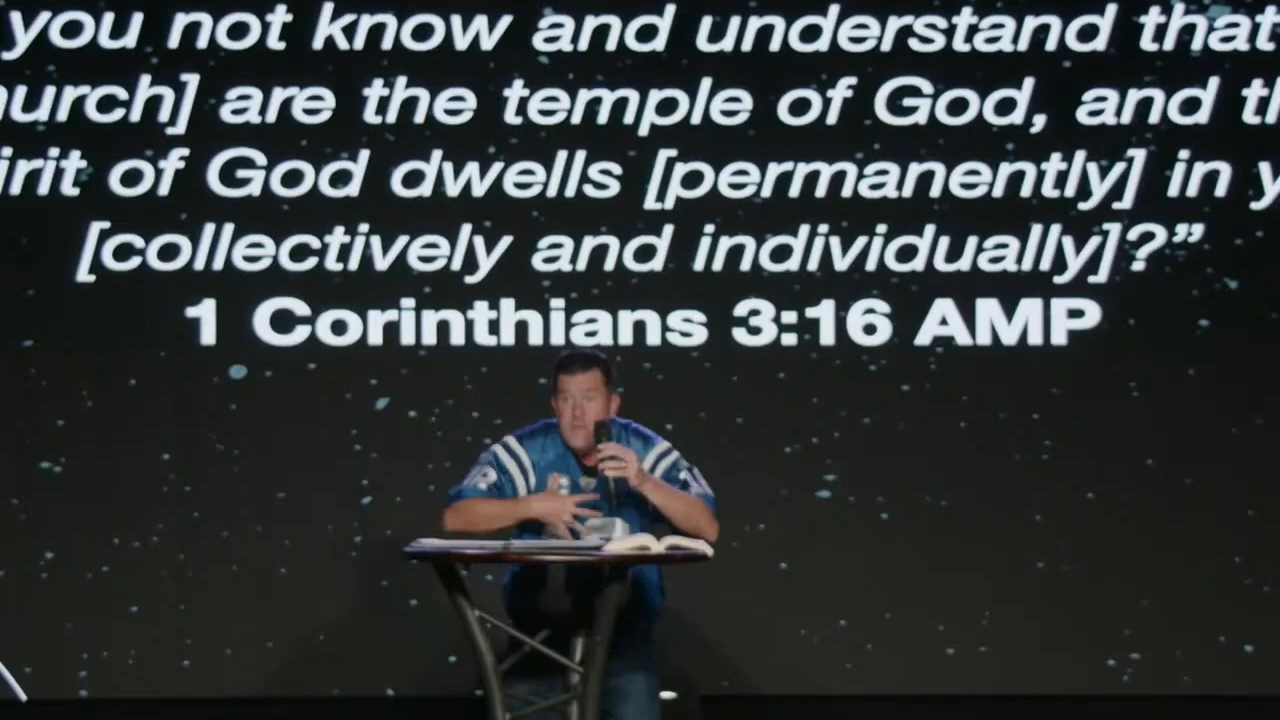 you not know and understand that
hurch] are the temple of God, and th
irit of God dwells [permanently] in y
[collectively and individually]?”
1 Corinthians 3:16 AMP